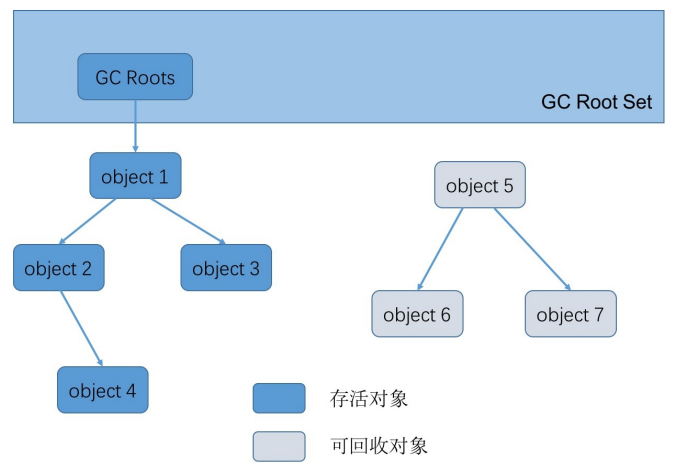 GC Roots
GC Root Set
object 1
object 5
object 2
object 3
object 6
object 7
object 4
存活对象
可回收对象